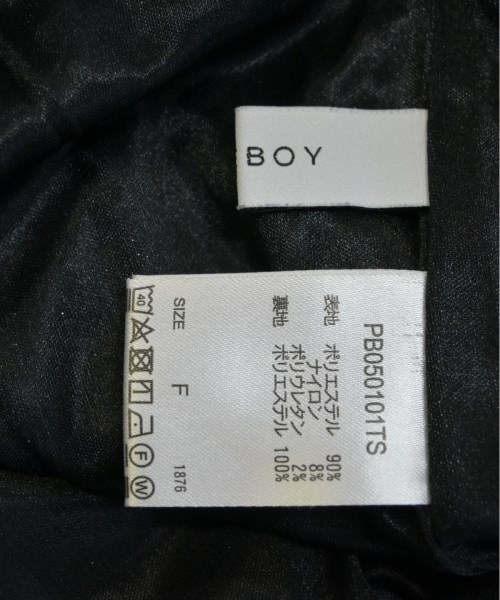 BOY
PB050101TS
表地 ポリエステル 90%
ナイロン 8%
ポリウレタン 2%
裏地 ポリエステル 100%
SIZE F 1876
40
F
W